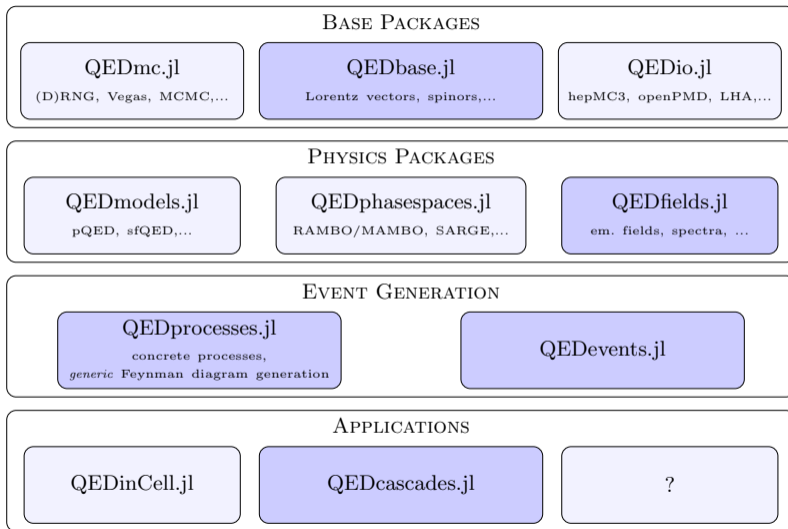 BASE PACKAGES
QEDmc.jl
(D)RNG, Vegas, MCMC,...
QEDbase.jl
Lorentz vectors, spinors,...
QEDio.jl
hepMC3, openPMD, LHA,...
PHYSICS PACKAGES
QEDmodels.jl
pQED, sfQED,...
QEDphasespaces.jl
RAMBO/MAMBO, SARGE,...
QEDfields.jl
em. fields, spectra, ...
EVENT GENERATION
QEDprocesses.jl
concrete processes,
generic Feynman diagram generation
QEDevents.jl
APPLICATIONS
QEDinCell.jl
QEDcascades.jl
?